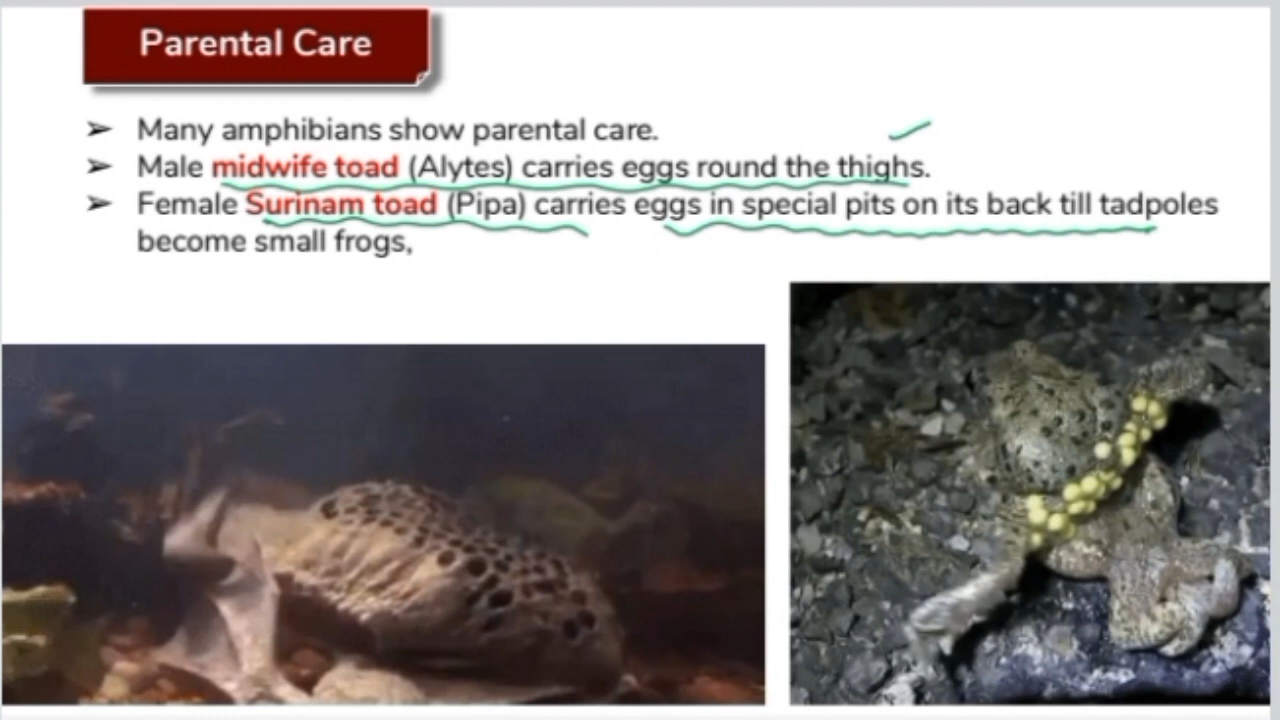 Parental Care
➢ Many amphibians show parental care.
➢ Male midwife toad (Alytes) carries eggs round the thighs.
➢ Female Surinam toad (Pipa) carries eggs in special pits on its back till tadpoles
become small frogs,